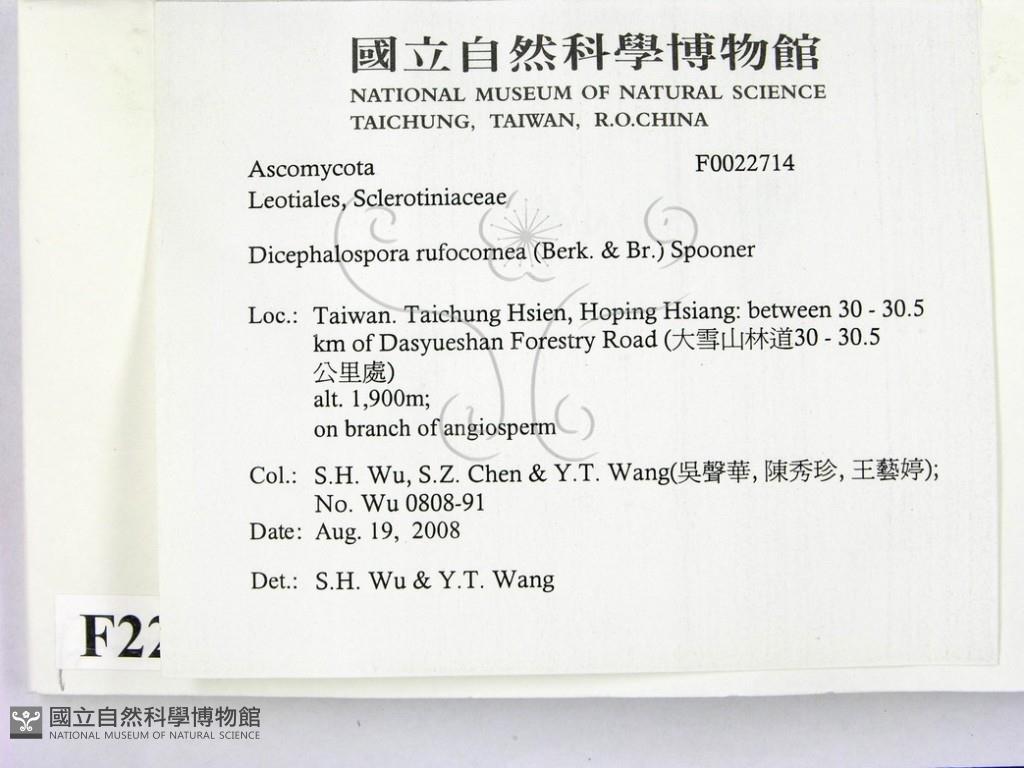 國立自然科學博物館
NATIONAL MUSEUM OF NATURAL SCIENCE
TAICHUNG, TAIWAN, R.O.CHINA
Ascomycota F0022714
Leotiales, Sclerotiniaceae
Dicephalospora rufocornea (Berk. & Br.) Spooner
Loc.: Taiwan. Taichung Hsien, Hoping Hsiang: between 30 - 30.5
km of Dasyueshan Forestry Road (大雪山林道30 - 30.5
公里處)
alt. 1,900m;
on branch of angiosperm
Col.: S.H. Wu, S.Z. Chen & Y.T. Wang(吳聲華, 陳秀珍, 王藝婷);
No. Wu 0808-91
Date: Aug. 19, 2008
Det.: S.H. Wu & Y.T. Wang
F22
國立自然科學博物館
NATIONAL MUSEUM OF NATURAL SCIENCE